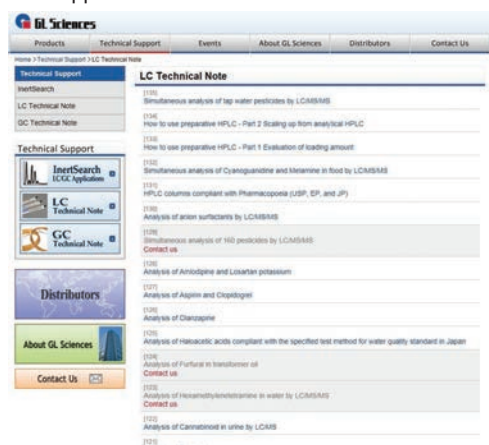 GL Sciences
Products Technical Support Events About GL Sciences Distributors Contact Us
Home > Technical Support > LC Technical Note
Technical Support
InertSearch
LC Technical Note
GC Technical Note
Technical Support
InertSearch
LC/GC Applications
LC
Technical Note
GC
Technical Note
Distributors
About GL Sciences
Contact Us
LC Technical Note
[135]
Simultaneous analysis of tap water pesticides by LC/MS/MS
[134]
How to use preparative HPLC - Part 2 Scaling up from analytical HPLC
[133]
How to use preparative HPLC - Part 1 Evaluation of loading amount
[132]
Simultaneous analysis of Cyanoguanidine and Melamine in food by LC/MS/MS
[131]
HPLC columns compliant with Pharmacopoeia (USP, EP, and JP)
[130]
Analysis of anion surfactants by LC/MS/MS
[129]
Simultaneous analysis of 160 pesticides by LC/MS/MS
Contact us
[128]
Analysis of Amlodipine and Losartan potassium
[127]
Analysis of Aspirin and Clopidogrel
[126]
Analysis of Olanzapine
[125]
Analysis of Haloacetic acids compliant with the specified test method for water quality standard in Japan
[124]
Analysis of Furfural in transformer oil
Contact us
[123]
Analysis of Hexamethylenetetramine in water by LC/MS/MS
Contact us
[122]
Analysis of Cannabinoid in urine by LC/MS
[121]